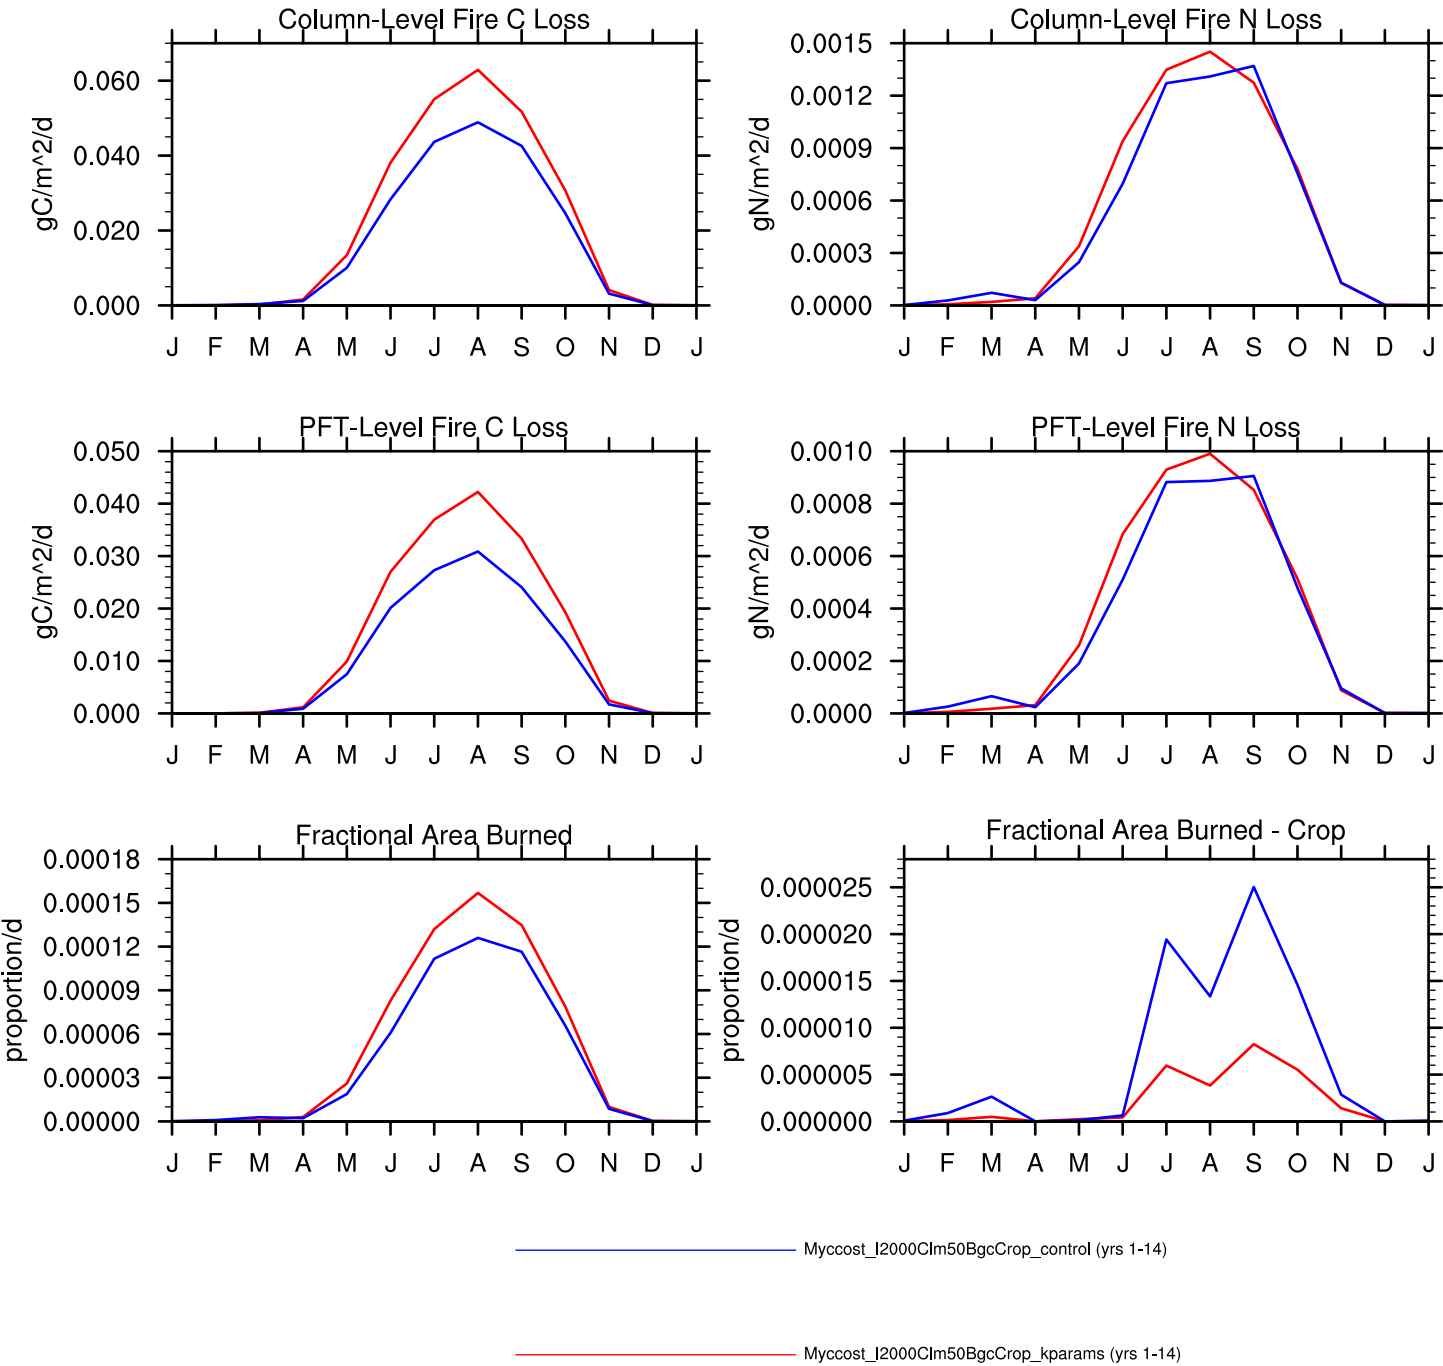 Column-Level Fire C Loss
gC/m^2/d
0.060
0.040
0.020
0.000
J F M A M J J A S O N D J
Column-Level Fire N Loss
gN/m^2/d
0.0015
0.0012
0.0009
0.0006
0.0003
0.0000
J F M A M J J A S O N D J
PFT-Level Fire C Loss
gC/m^2/d
0.050
0.040
0.030
0.020
0.010
0.000
J F M A M J J A S O N D J
PFT-Level Fire N Loss
gN/m^2/d
0.0010
0.0008
0.0006
0.0004
0.0002
0.0000
J F M A M J J A S O N D J
Fractional Area Burned
proportion/d
0.00018
0.00015
0.00012
0.00009
0.00006
0.00003
0.00000
J F M A M J J A S O N D J
Fractional Area Burned - Crop
proportion/d
0.000025
0.000020
0.000015
0.000010
0.000005
0.000000
J F M A M J J A S O N D J
Myccost_I2000Clm50BgcCrop_control (yrs 1-14)
Myccost_I2000Clm50BgcCrop_kparams (yrs 1-14)